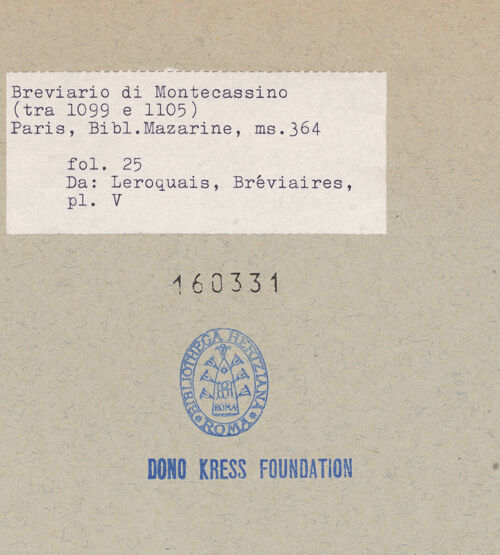 Breviario di Montecassino
(tra 1099 e 1105)
Paris, Bibl.Mazarine, ms.364
fol. 25
Da: Leroquais, Bréviaires,
pl. V
160331
BIBLIOTHECA HERTZIANA
ROMA
* ROMA *
DONO KRESS FOUNDATION